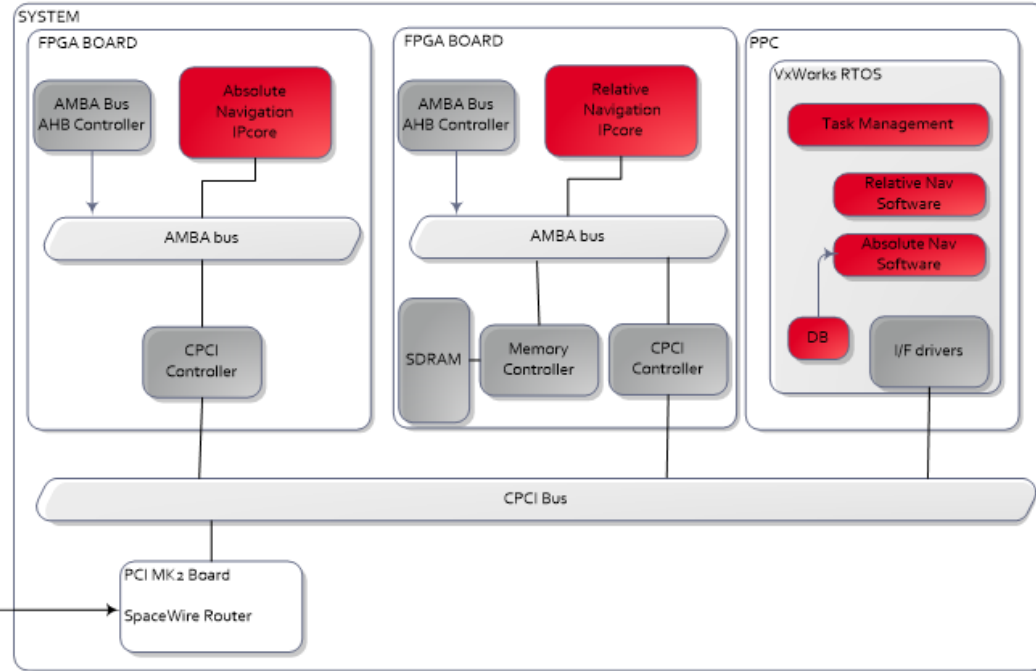 SYSTEM
FPGA BOARD
AMBA Bus
AHB Controller
Absolute
Navigation
IPcore
AMBA bus
CPCI
Controller
FPGA BOARD
AMBA Bus
AHB Controller
Relative
Navigation
IPcore
AMBA bus
SDRAM
Memory
Controller
CPCI
Controller
PPC
VxWorks RTOS
Task Management
Relative Nav
Software
Absolute Nav
Software
DB
I/F drivers
CPCI Bus
PCI MK2 Board
SpaceWire Router